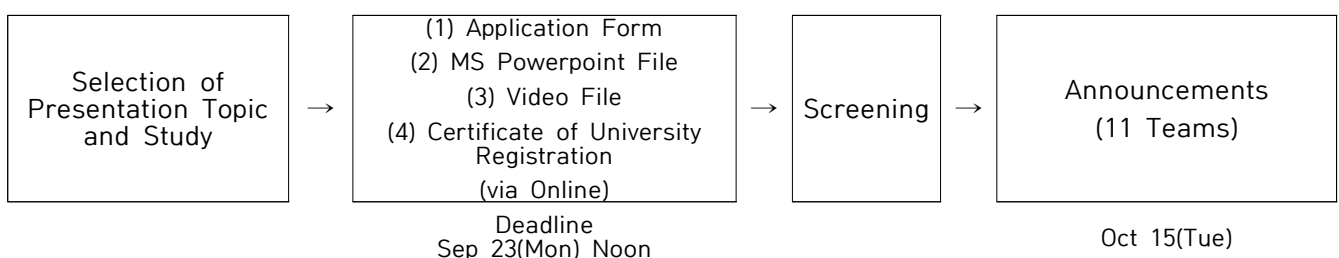 Selection of
Presentation Topic
and Study
→
(1) Application Form
(2) MS Powerpoint File
(3) Video File
(4) Certificate of University
Registration
(via Online)
Deadline
Sep 23(Mon) Noon
→
Screening
→
Announcements
(11 Teams)
Oct 15(Tue)